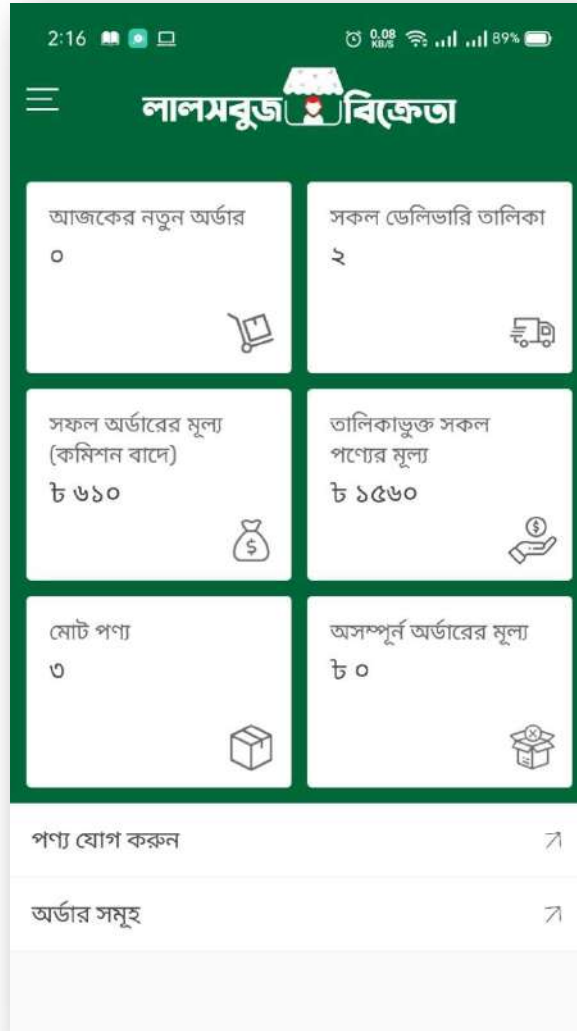 2:16 0.08 KB/S 89%
লালসবুজ বিক্রেতা
আজকের নতুন অর্ডার
০
সকল ডেলিভারি তালিকা
২
সফল অর্ডারের মূল্য
(কমিশন বাদে)
৳ ৬১০
তালিকাভুক্ত সকল
পণ্যের মূল্য
৳ ১৫৬০
মোট পণ্য
৩
অসম্পূর্ন অর্ডারের মূল্য
৳ ০
পণ্য যোগ করুন
অর্ডার সমূহ